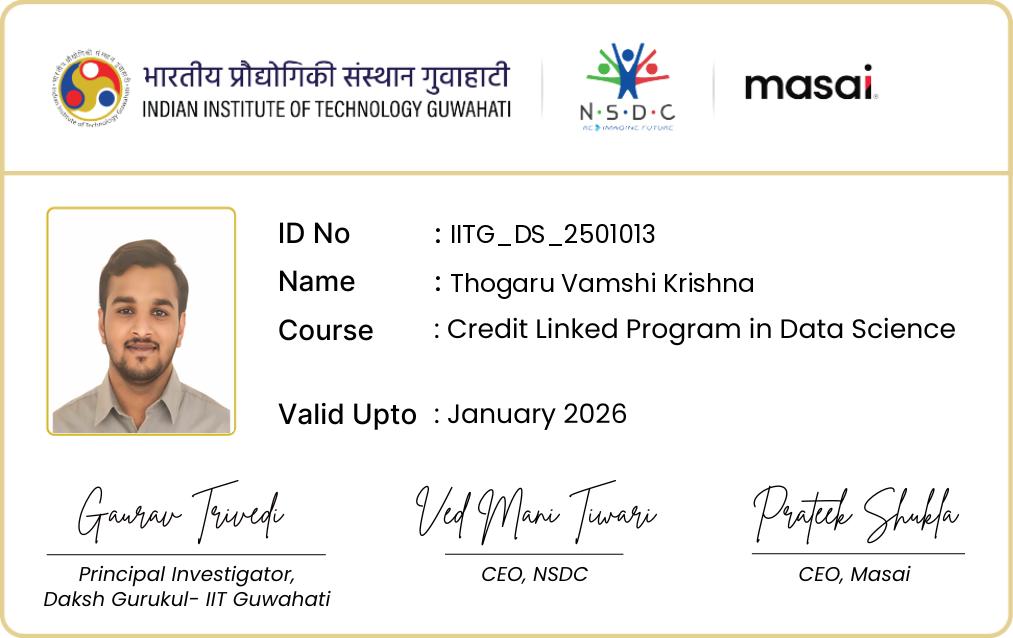 भारतीय प्रौद्योगिकी संस्थान गुवाहाटी
INDIAN INSTITUTE OF TECHNOLOGY GUWAHATI
N·S·D·C
RE IMAGINE FUTURE
masai
ID No : IITG_DS_2501013
Name : Thogaru Vamshi Krishna
Course : Credit Linked Program in Data Science
Valid Upto : January 2026
Gaurav Trivedi
Principal Investigator,
Daksh Gurukul- IIT Guwahati
Ved Mani Tiwari
CEO, NSDC
Prateek Shukla
CEO, Masai